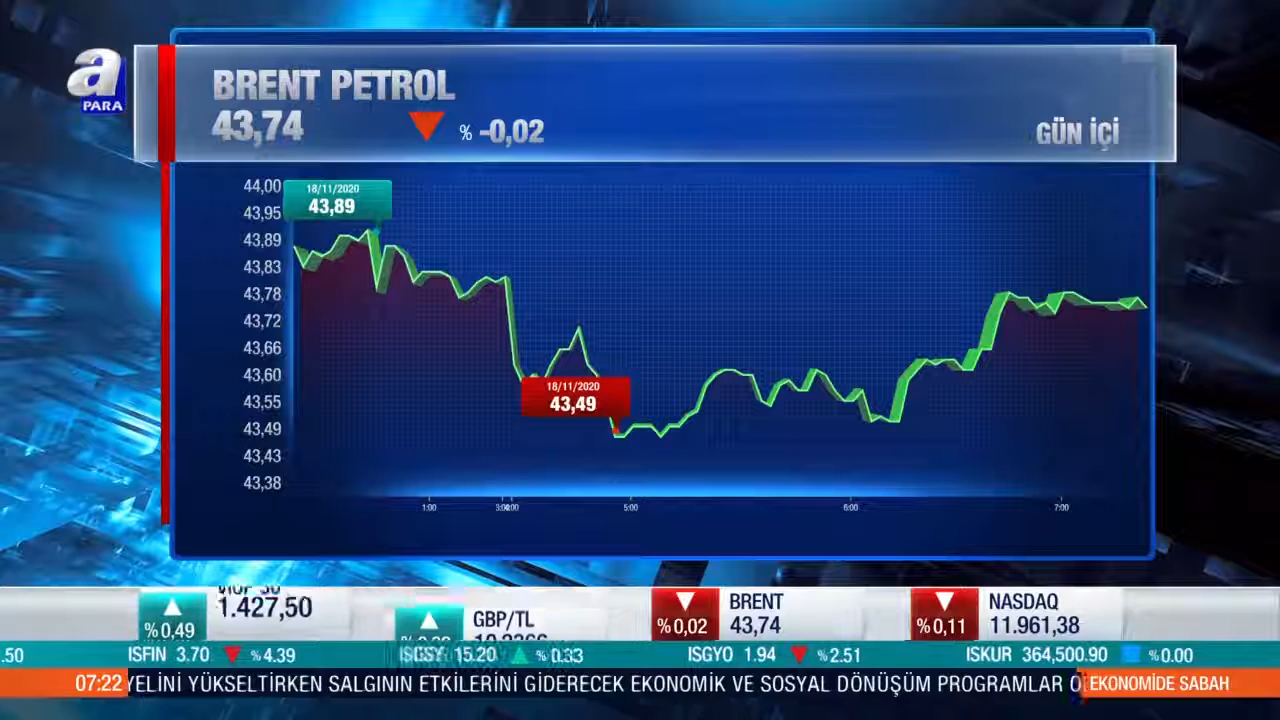 a
PARA
BRENT PETROL
43,74 % -0,02
GÜN İÇİ
44,00
43,95
43,89
43,83
43,78
43,72
43,66
43,60
43,55
43,49
43,43
43,38
18/11/2020
43,89
18/11/2020
43,49
1:00 5:00 6:00 7:00
%0,49 1.427,50
GBP/TL
%0,02 BRENT 43,74
%0,11 NASDAQ 11.961,38
.50 ISFIN 3.70 %4.39 ISGSY 15.20 %0.33 ISGYO 1.94 %2.51 ISKUR 364,500.90 %0.00
07:22 YELİNİ YÜKSELTİRKEN SALGININ ETKİLERİNİ GİDERECEK EKONOMİK VE SOSYAL DÖNÜŞÜM PROGRAMLAR EKONOMİDE SABAH